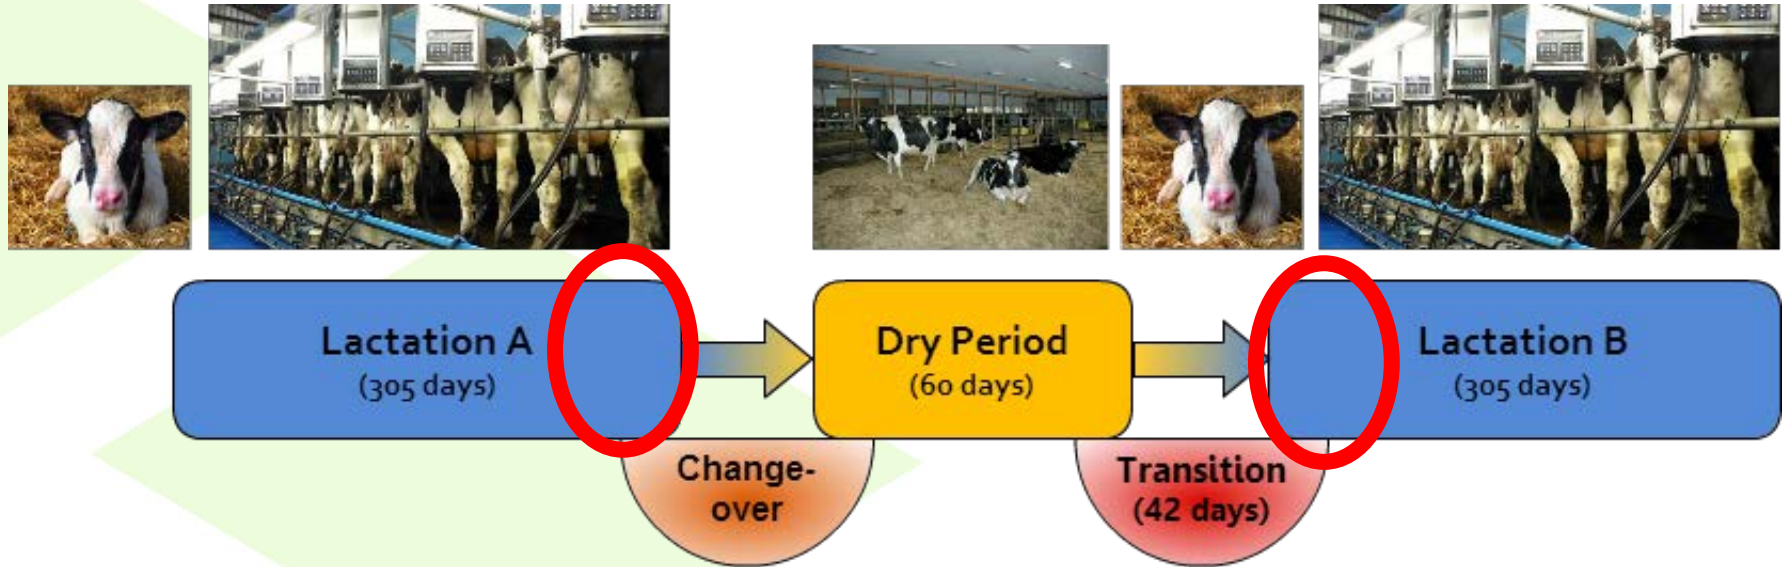 Lactation A
(305 days)
Dry Period
(60 days)
Lactation B
(305 days)
Change-
over
Transition
(42 days)